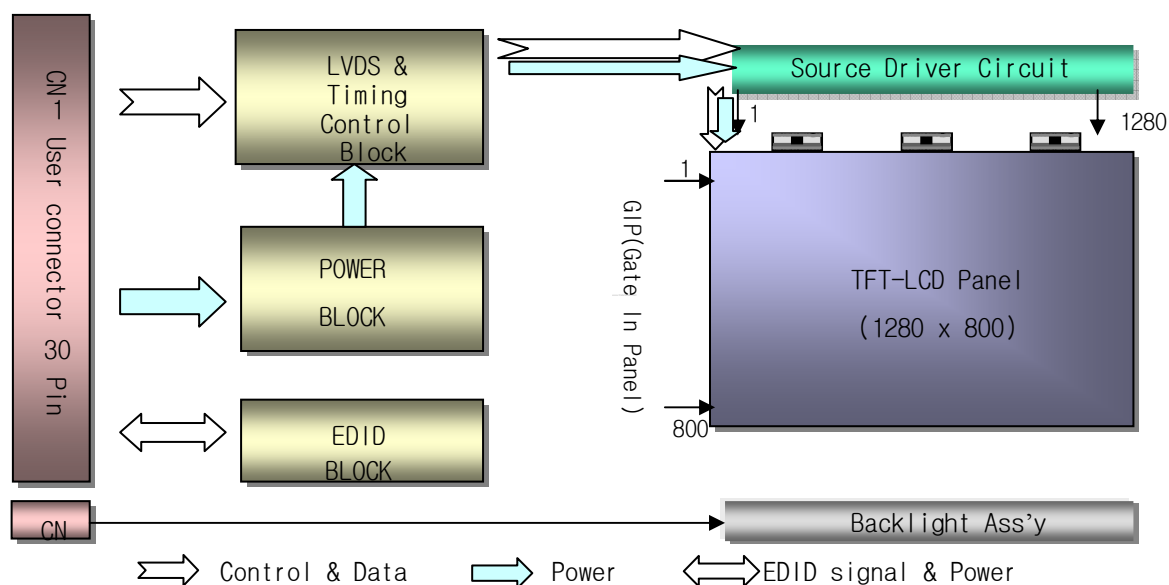 CN-1 User connector 30 Pin
LVDS &
Timing
Control
Block
Source Driver Circuit
1
1280
1
GIP(Gate In Panel)
800
TFT-LCD Panel
(1280 x 800)
POWER
BLOCK
EDID
BLOCK
CN
Backlight Ass'y
Control & Data
Power
EDID signal & Power